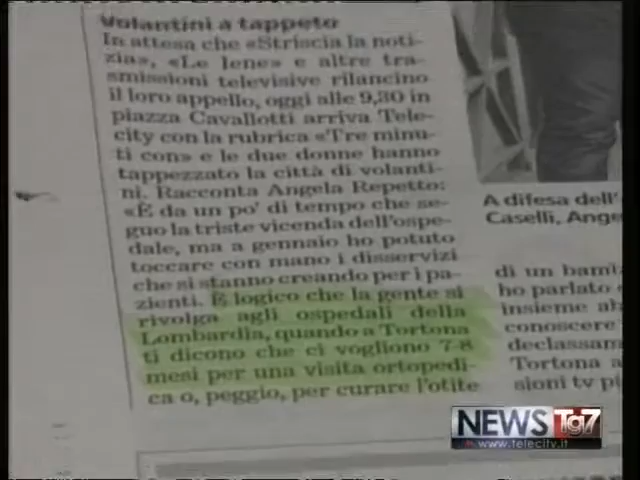 Volantini a tappeto
In attesa che «Striscia la noti-
zia», «Le Iene» e altre tra-
smissioni televisive rilancino
il loro appello, oggi alle 9,30 in
piazza Cavallotti arriva Tele-
city con la rubrica «Tre minu-
ti con» e le due donne hanno
tappezzato la città di volanti-
ni. Racconta Angela Repetto:
«È da un po' di tempo che se-
guo la triste vicenda dell'ospe-
dale, ma a gennaio ho potuto
toccare con mano i disservizi
che si stanno creando per i pa-
zienti. È logico che la gente si
rivolga agli ospedali della
Lombardia, quando a Tortona
ti dicono che ci vogliono 7-8
mesi per una visita ortopedi-
ca o, peggio, per curare l'otite
A difesa dell'
Caselli, Ange
di un bam
ho parlato
insieme
conoscere
declassam
Tortona a
sioni tv pi
NEWS Tg7
www.telecity.it